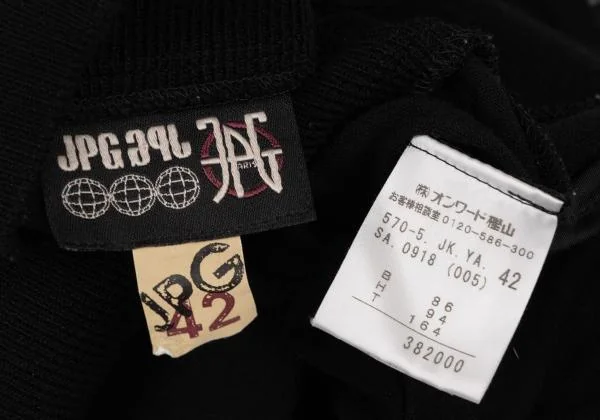 JPG JPG JPG
PARIS
JPG
42
(株)オンワード樫山
お客様相談室 0120-586-300
570-5. JK. YA. 42
SA. 0918 (005)
B 86
H 94
T 164
382000